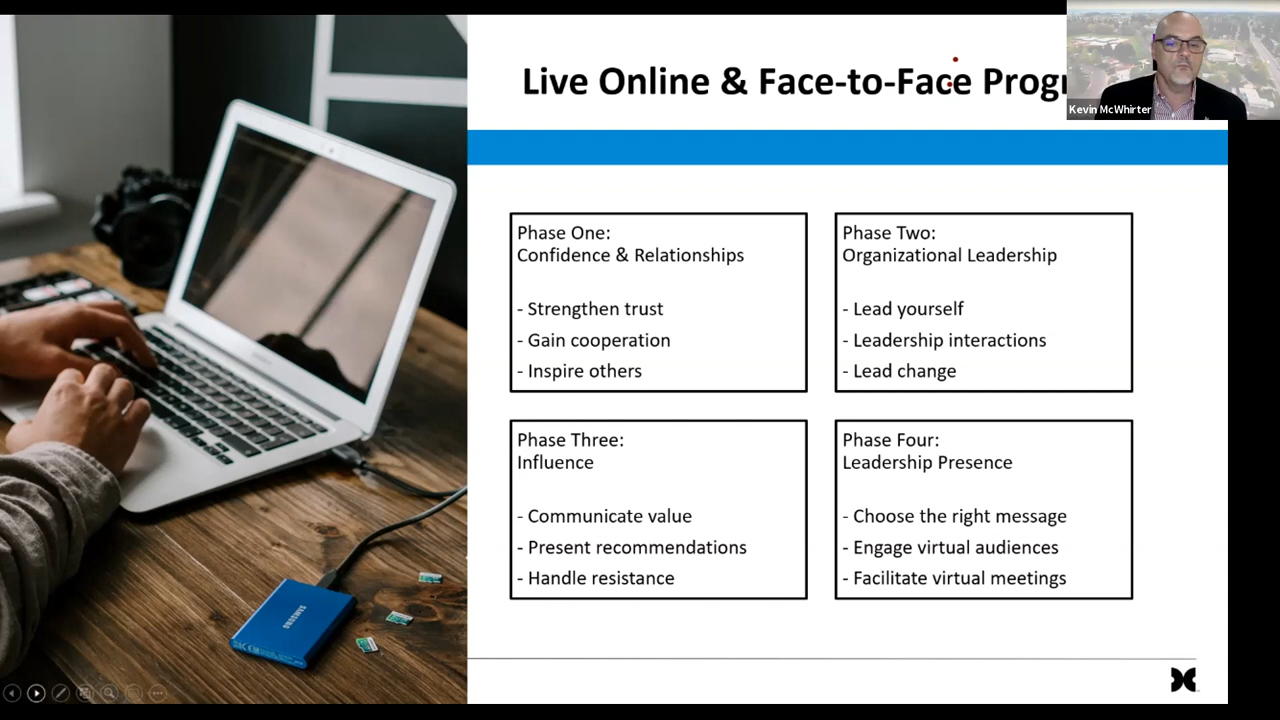 Live Online & Face-to-Face Progr
Kevin McWhirter
Phase One:
Confidence & Relationships
- Strengthen trust
- Gain cooperation
- Inspire others
Phase Two:
Organizational Leadership
- Lead yourself
- Leadership interactions
- Lead change
Phase Three:
Influence
- Communicate value
- Present recommendations
- Handle resistance
Phase Four:
Leadership Presence
- Choose the right message
- Engage virtual audiences
- Facilitate virtual meetings
SAMSUNG